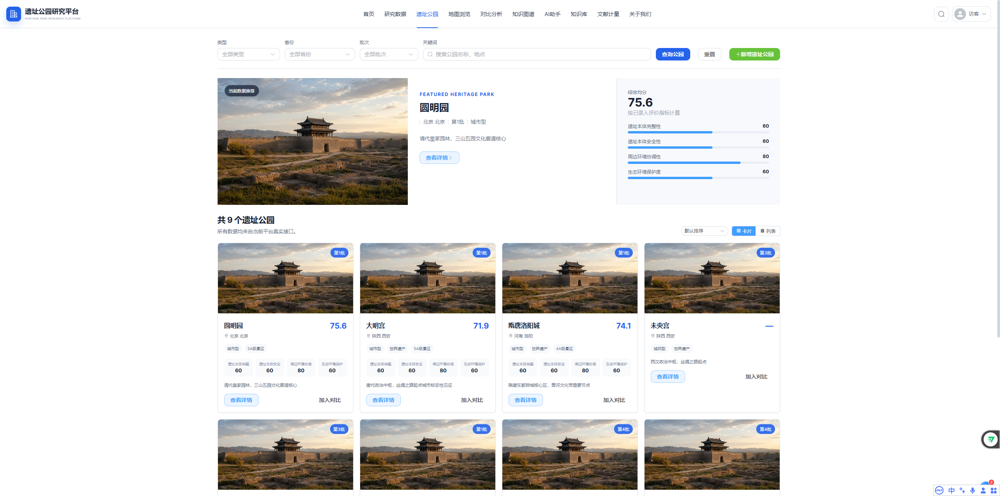 遗址公园研究平台
HERITAGE PARK RESEARCH PLATFORM
首页 研究数据 遗址公园 地图浏览 对比分析 知识图谱 AI助手 知识库 文献计量 关于我们
访客
类型 省份 批次 关键词
全部类型 全部省份 全部批次 搜索公园名称、地点 查询公园 重置 +新增遗址公园
当前数据推荐
FEATURED HERITAGE PARK
圆明园
北京 北京 第1批 城市型
清代皇家园林，三山五园文化廊道核心
查看详情
综合均分
75.6
按已录入评价指标计算
遗址本体完整性 60
遗址本体安全性 60
周边环境协调性 80
生态环境保护度 60
共 9 个遗址公园
所有数据均来自当前平台真实接口。
默认排序 卡片 列表
第1批
圆明园 75.6
北京 北京
城市型 5A级景区
遗址本体完整 遗址本体安全 周边环境协调 生态环境保护
60 60 80 60
清代皇家园林，三山五园文化廊道核心
查看详情 加入对比
第1批
大明宫 71.9
陕西 西安
城市型 世界遗产 5A级景区
遗址本体完整 遗址本体安全 周边环境协调 生态环境保护
60 60 80 60
唐代政治中枢，丝绸之路起点城市标志性见证
查看详情 加入对比
第1批
隋唐洛阳城 74.1
河南 洛阳
城市型 世界遗产 4A级景区
遗址本体完整 遗址本体安全 周边环境协调 生态环境保护
60 60 80 60
隋唐东都宫城核心区，黄河文化带重要节点
查看详情 加入对比
第3批
未央宫 —
陕西 西安
城郊型 世界遗产
西汉政治中枢，丝绸之路起点
查看详情 加入对比
第3批 第1批 第4批 第4批
2
iFLY 中